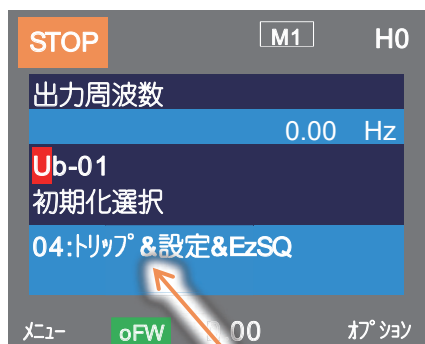 STOP M1 H0
出力周波数
0.00 Hz
Ub-01
初期化選択
04:ﾄﾘｯﾌﾟ&設定&EzSQ
ﾒﾆｭｰ oFW .00 ｵﾌﾟｼｮﾝ